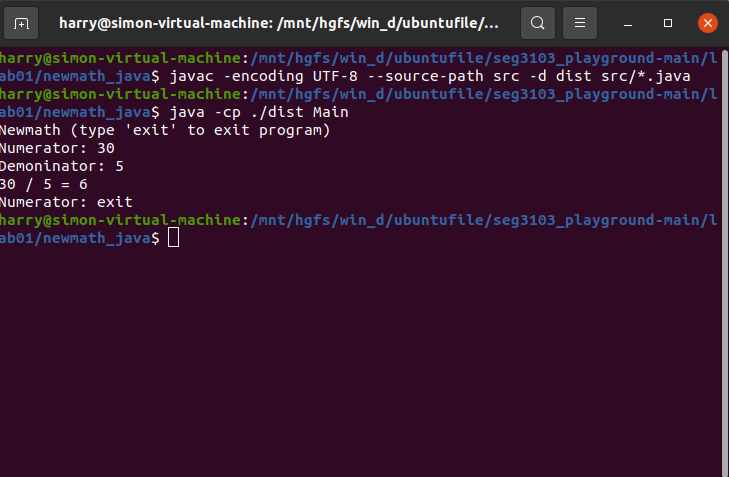 harry@simon-virtual-machine: /mnt/hgfs/win_d/ubuntufile/...
harry@simon-virtual-machine:/mnt/hgfs/win_d/ubuntufile/seg3103_playground-main/l
ab01/newmath_java$ javac -encoding UTF-8 --source-path src -d dist src/*.java
harry@simon-virtual-machine:/mnt/hgfs/win_d/ubuntufile/seg3103_playground-main/l
ab01/newmath_java$ java -cp ./dist Main
Newmath (type 'exit' to exit program)
Numerator: 30
Demoninator: 5
30 / 5 = 6
Numerator: exit
harry@simon-virtual-machine:/mnt/hgfs/win_d/ubuntufile/seg3103_playground-main/l
ab01/newmath_java$